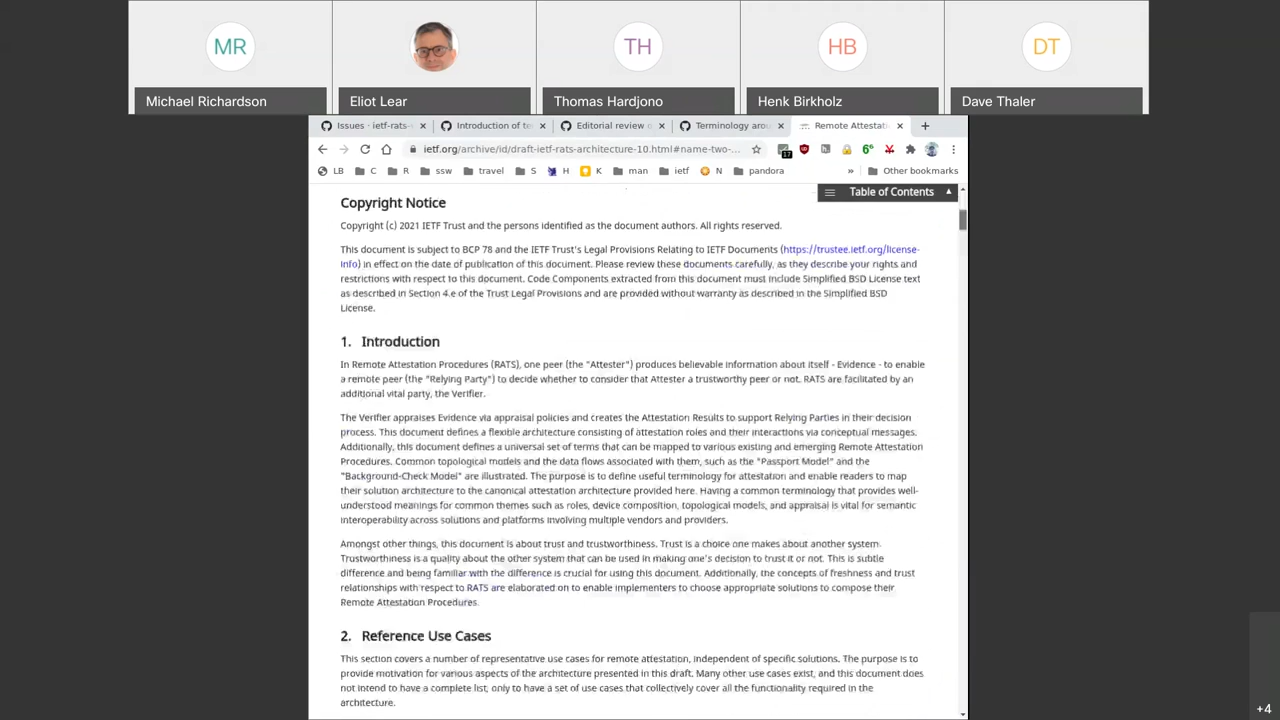 MR
TH
HB
DT
Michael Richardson
Eliot Lear
Thomas Hardjono
Henk Birkholz
Dave Thaler
Issues · ietf-rats-
Introduction of te
Editorial review o
Terminology arou
Remote Attestati
ietf.org/archive/id/draft-ietf-rats-architecture-10.html#name-two-...
17
6
LB
C
R
ssw
travel
S
H
K
man
ietf
N
pandora
»
Other bookmarks
Table of Contents
Copyright Notice
Copyright (c) 2021 IETF Trust and the persons identified as the document authors. All rights reserved.
This document is subject to BCP 78 and the IETF Trust's Legal Provisions Relating to IETF Documents (https://trustee.ietf.org/license-
info) in effect on the date of publication of this document. Please review these documents carefully, as they describe your rights and
restrictions with respect to this document. Code Components extracted from this document must include Simplified BSD License text
as described in Section 4.e of the Trust Legal Provisions and are provided without warranty as described in the Simplified BSD
License.
1. Introduction
In Remote Attestation Procedures (RATS), one peer (the "Attester") produces believable information about itself - Evidence - to enable
a remote peer (the "Relying Party") to decide whether to consider that Attester a trustworthy peer or not. RATS are facilitated by an
additional vital party, the Verifier.
The Verifier appraises Evidence via appraisal policies and creates the Attestation Results to support Relying Parties in their decision
process. This document defines a flexible architecture consisting of attestation roles and their interactions via conceptual messages.
Additionally, this document defines a universal set of terms that can be mapped to various existing and emerging Remote Attestation
Procedures. Common topological models and the data flows associated with them, such as the "Passport Model" and the
"Background-Check Model" are illustrated. The purpose is to define useful terminology for attestation and enable readers to map
their solution architecture to the canonical attestation architecture provided here. Having a common terminology that provides well-
understood meanings for common themes such as roles, device composition, topological models, and appraisal is vital for semantic
interoperability across solutions and platforms involving multiple vendors and providers.
Amongst other things, this document is about trust and trustworthiness. Trust is a choice one makes about another system.
Trustworthiness is a quality about the other system that can be used in making one's decision to trust it or not. This is subtle
difference and being familiar with the difference is crucial for using this document. Additionally, the concepts of freshness and trust
relationships with respect to RATS are elaborated on to enable implementers to choose appropriate solutions to compose their
Remote Attestation Procedures.
2. Reference Use Cases
This section covers a number of representative use cases for remote attestation, independent of specific solutions. The purpose is to
provide motivation for various aspects of the architecture presented in this draft. Many other use cases exist, and this document does
not intend to have a complete list, only to have a set of use cases that collectively cover all the functionality required in the
architecture.
+4